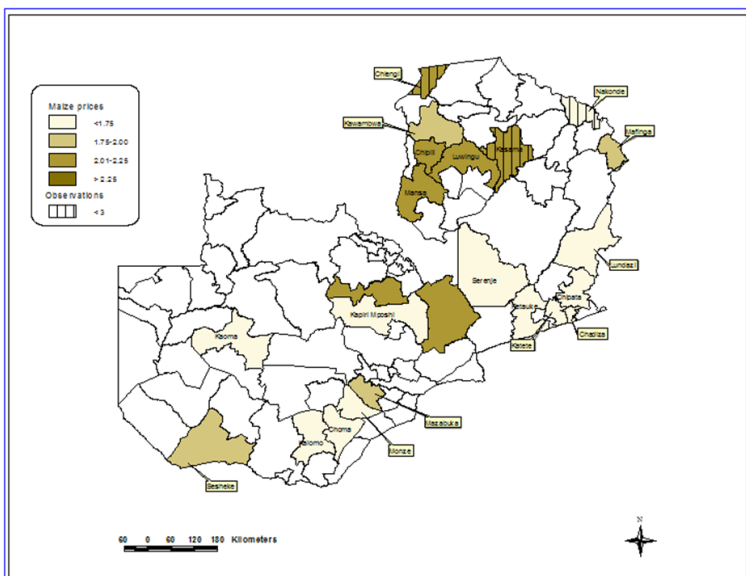 Maize prices
<1.75
1.75-2.00
2.01-2.25
> 2.25
Observations
<3
Chiengi
Nakonde
Kawambwa
Mafinga
Chipili
Luwingu
Kasama
Mansa
Lundazi
Serenje
Chipata
Petauke
Kapiri Mposhi
Chadiza
Katete
Kaoma
Mazabuka
Choma
Kalomo
Monze
Sesheke
N
60 0 60 120 180 Kilometers